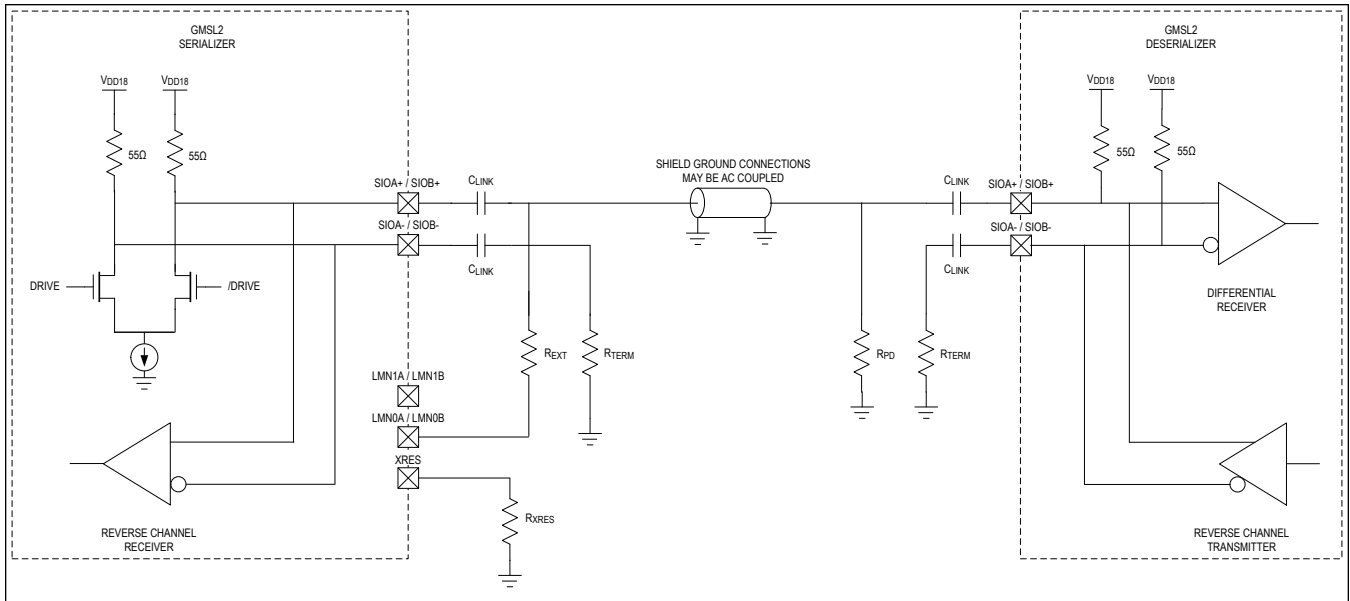 GMSL2
SERIALIZER
GMSL2
DESERIALIZER
VDD18
VDD18
VDD18
VDD18
55Ω
55Ω
55Ω
55Ω
SHIELD GROUND CONNECTIONS
MAY BE AC COUPLED
SIOA+ / SIOB+
CLINK
CLINK
SIOA+ / SIOB+
SIOA- / SIOB-
CLINK
CLINK
SIOA- / SIOB-
DRIVE
/DRIVE
DIFFERENTIAL
RECEIVER
REXT
RTERM
RPD
RTERM
LMN1A / LMN1B
LMN0A / LMN0B
XRES
RXRES
REVERSE CHANNEL
RECEIVER
REVERSE CHANNEL
TRANSMITTER